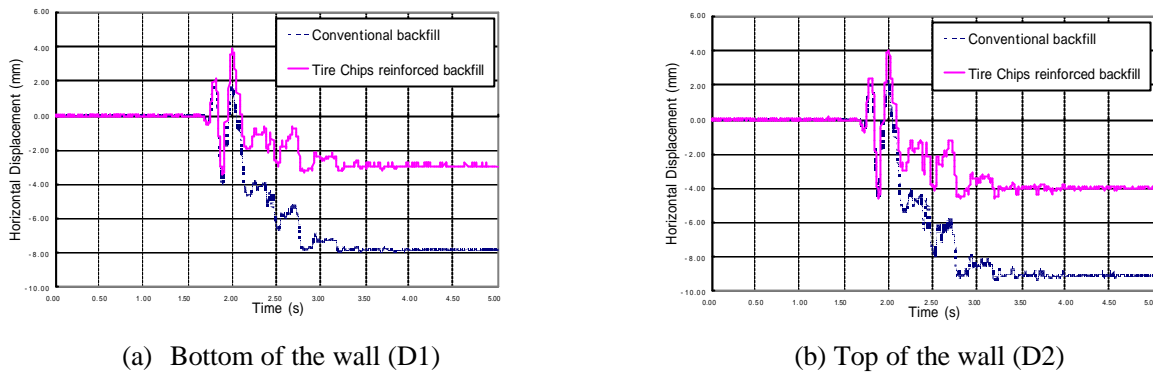 6.00
4.00
2.00
0.00
-2.00
-4.00
-6.00
-8.00
-10.00
Horizontal Displacement (mm)
Conventional backfill
Tire Chips reinforced backfill
0.00 0.50 1.00 1.50 2.00 2.50 3.00 3.50 4.00 4.50 5.00
Time (s)
(a) Bottom of the wall (D1)
6.00
4.00
2.00
0.00
-2.00
-4.00
-6.00
-8.00
-10.00
Horizontal Displacement (mm)
Conventional backfill
Tire Chips reinforced backfill
0.00 0.50 1.00 1.50 2.00 2.50 3.00 3.50 4.00 4.50 5.00
Time (s)
(b) Top of the wall (D2)